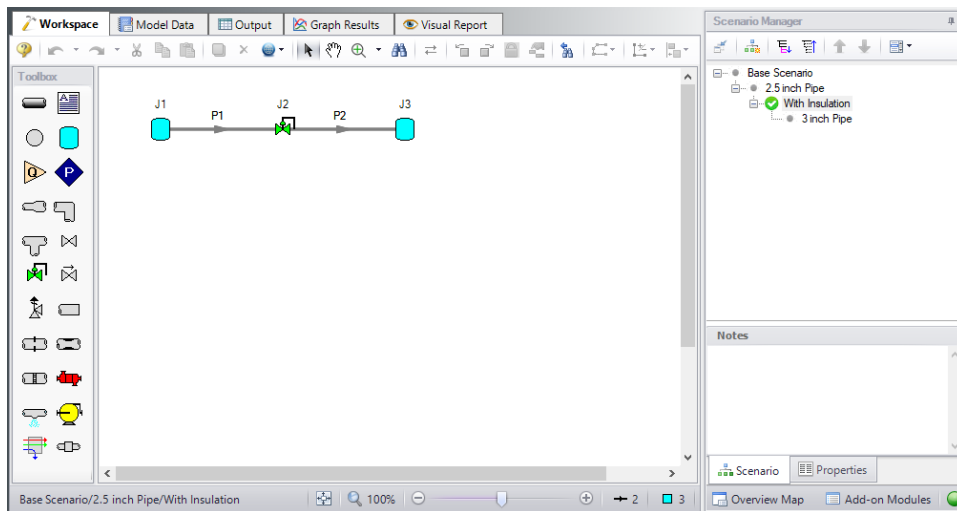 Workspace
Model Data
Output
Graph Results
Visual Report
Scenario Manager
Toolbox
Base Scenario
2.5 inch Pipe
With Insulation
3 inch Pipe
J1
J2
J3
P1
P2
Q
P
A
Notes
Scenario
Properties
Base Scenario/2.5 inch Pipe/With Insulation
100%
2
3
Overview Map
Add-on Modules